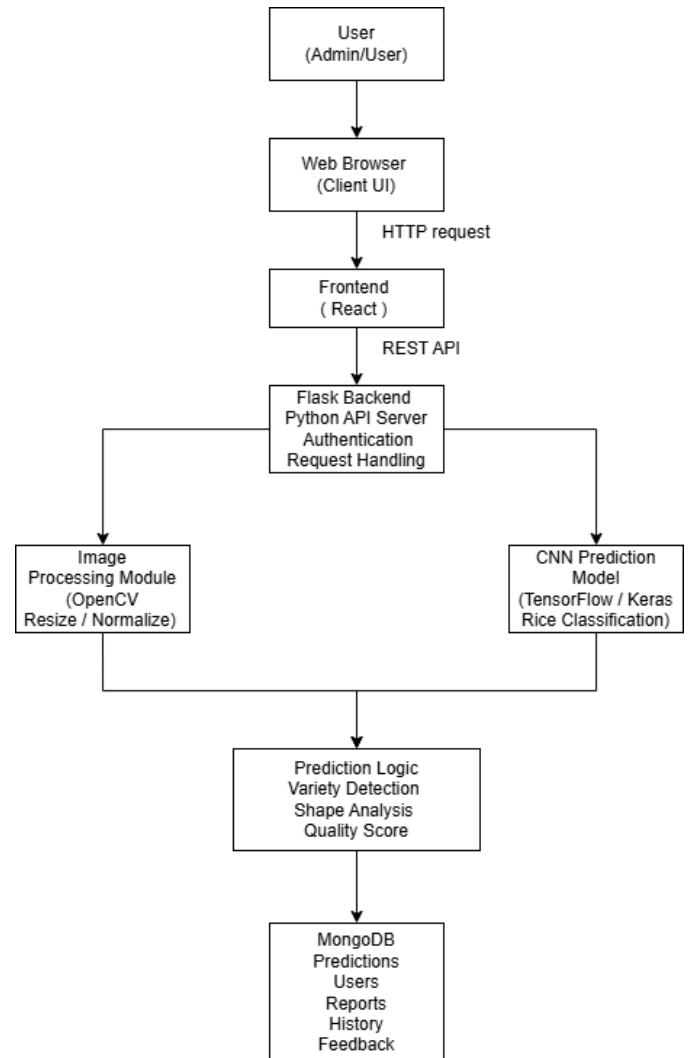 User
(Admin/User)
Web Browser
(Client UI)
HTTP request
Frontend
( React )
REST API
Flask Backend
Python API Server
Authentication
Request Handling
Image
Processing Module
(OpenCV
Resize / Normalize)
CNN Prediction
Model
(TensorFlow / Keras
Rice Classification)
Prediction Logic
Variety Detection
Shape Analysis
Quality Score
MongoDB
Predictions
Users
Reports
History
Feedback